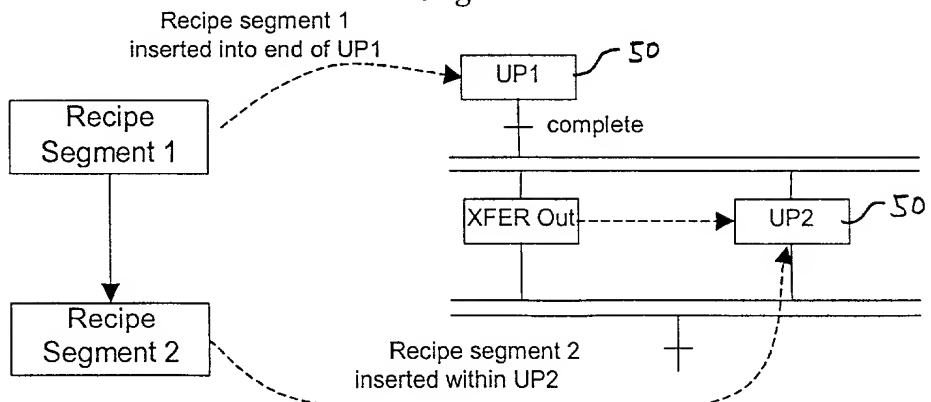 Recipe segment 1
inserted into end of UP1
UP1
50
Recipe
Segment 1
complete
XFER Out
UP2
50
Recipe
Segment 2
Recipe segment 2
inserted within UP2